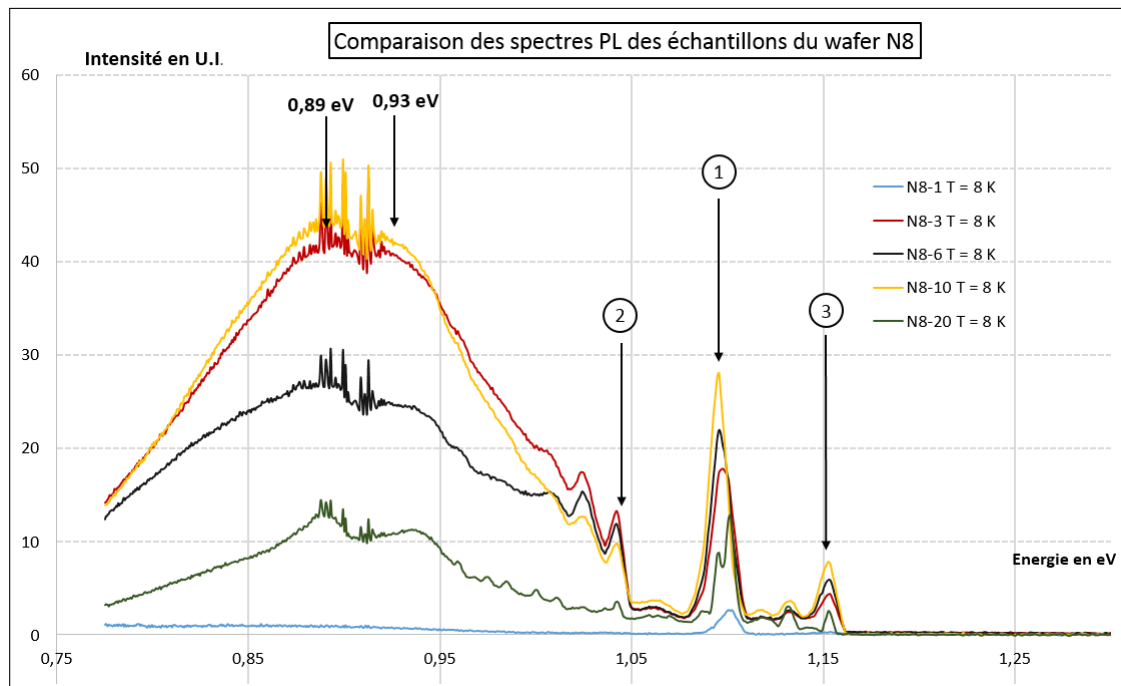 Comparaison des spectres PL des échantillons du wafer N8
Intensité en U.I.
60
50
40
30
20
10
0
0,89 eV
0,93 eV
1
2
3
N8-1 T = 8 K
N8-3 T = 8 K
N8-6 T = 8 K
N8-10 T = 8 K
N8-20 T = 8 K
Energie en eV
0,75 0,85 0,95 1,05 1,15 1,25